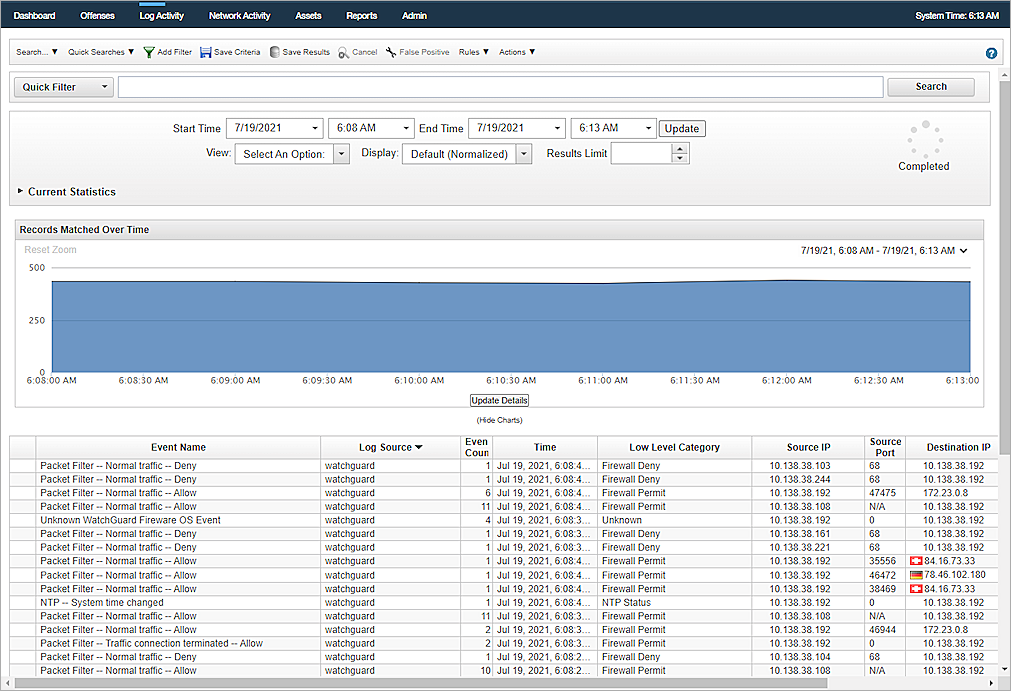 Dashboard Offenses Log Activity Network Activity Assets Reports Admin System Time: 6:13 AM
Search... ▼ Quick Searches ▼ Add Filter Save Criteria Save Results Cancel False Positive Rules ▼ Actions ▼ ?
Quick Filter Search
Start Time 7/19/2021 6:08 AM End Time 7/19/2021 6:13 AM Update
View: Select An Option: Display: Default (Normalized) Results Limit
Completed
Current Statistics
Records Matched Over Time
Reset Zoom 7/19/21, 6:08 AM - 7/19/21, 6:13 AM
500
250
0
6:08:00 AM 6:08:30 AM 6:09:00 AM 6:09:30 AM 6:10:00 AM 6:10:30 AM 6:11:00 AM 6:11:30 AM 6:12:00 AM 6:12:30 AM 6:13:00
Update Details
(Hide Charts)
Event Name Log Source ▼ Even Coun Time Low Level Category Source IP Source Port Destination IP
Packet Filter -- Normal traffic -- Deny watchguard 1 Jul 19, 2021, 6:08:4... Firewall Deny 10.138.38.103 68 10.138.38.192
Packet Filter -- Normal traffic -- Deny watchguard 1 Jul 19, 2021, 6:08:4... Firewall Deny 10.138.38.244 68 10.138.38.192
Packet Filter -- Normal traffic -- Allow watchguard 6 Jul 19, 2021, 6:08:4... Firewall Permit 10.138.38.192 47475 172.23.0.8
Packet Filter -- Normal traffic -- Allow watchguard 11 Jul 19, 2021, 6:08:4... Firewall Permit 10.138.38.108 N/A 10.138.38.192
Unknown WatchGuard Fireware OS Event watchguard 4 Jul 19, 2021, 6:08:3... Unknown 10.138.38.192 0 10.138.38.192
Packet Filter -- Normal traffic -- Deny watchguard 1 Jul 19, 2021, 6:08:3... Firewall Deny 10.138.38.161 68 10.138.38.192
Packet Filter -- Normal traffic -- Deny watchguard 1 Jul 19, 2021, 6:08:4... Firewall Deny 10.138.38.221 68 10.138.38.192
Packet Filter -- Normal traffic -- Allow watchguard 1 Jul 19, 2021, 6:08:4... Firewall Permit 10.138.38.192 35556 84.16.73.33
Packet Filter -- Normal traffic -- Allow watchguard 1 Jul 19, 2021, 6:08:4... Firewall Permit 10.138.38.192 46472 78.46.102.180
Packet Filter -- Normal traffic -- Allow watchguard 1 Jul 19, 2021, 6:08:4... Firewall Permit 10.138.38.192 38469 84.16.73.33
NTP -- System time changed watchguard 1 Jul 19, 2021, 6:08:4... NTP Status 10.138.38.192 0 10.138.38.192
Packet Filter -- Normal traffic -- Allow watchguard 11 Jul 19, 2021, 6:08:3... Firewall Permit 10.138.38.108 N/A 10.138.38.192
Packet Filter -- Normal traffic -- Allow watchguard 2 Jul 19, 2021, 6:08:3... Firewall Permit 10.138.38.192 46944 172.23.0.8
Packet Filter -- Traffic connection terminated -- Allow watchguard 2 Jul 19, 2021, 6:08:3... Firewall Permit 10.138.38.192 0 10.138.38.192
Packet Filter -- Normal traffic -- Deny watchguard 1 Jul 19, 2021, 6:08:2... Firewall Deny 10.138.38.104 68 10.138.38.192
Packet Filter -- Normal traffic -- Allow watchguard 10 Jul 19, 2021, 6:08:2... Firewall Permit 10.138.38.108 N/A 10.138.38.192